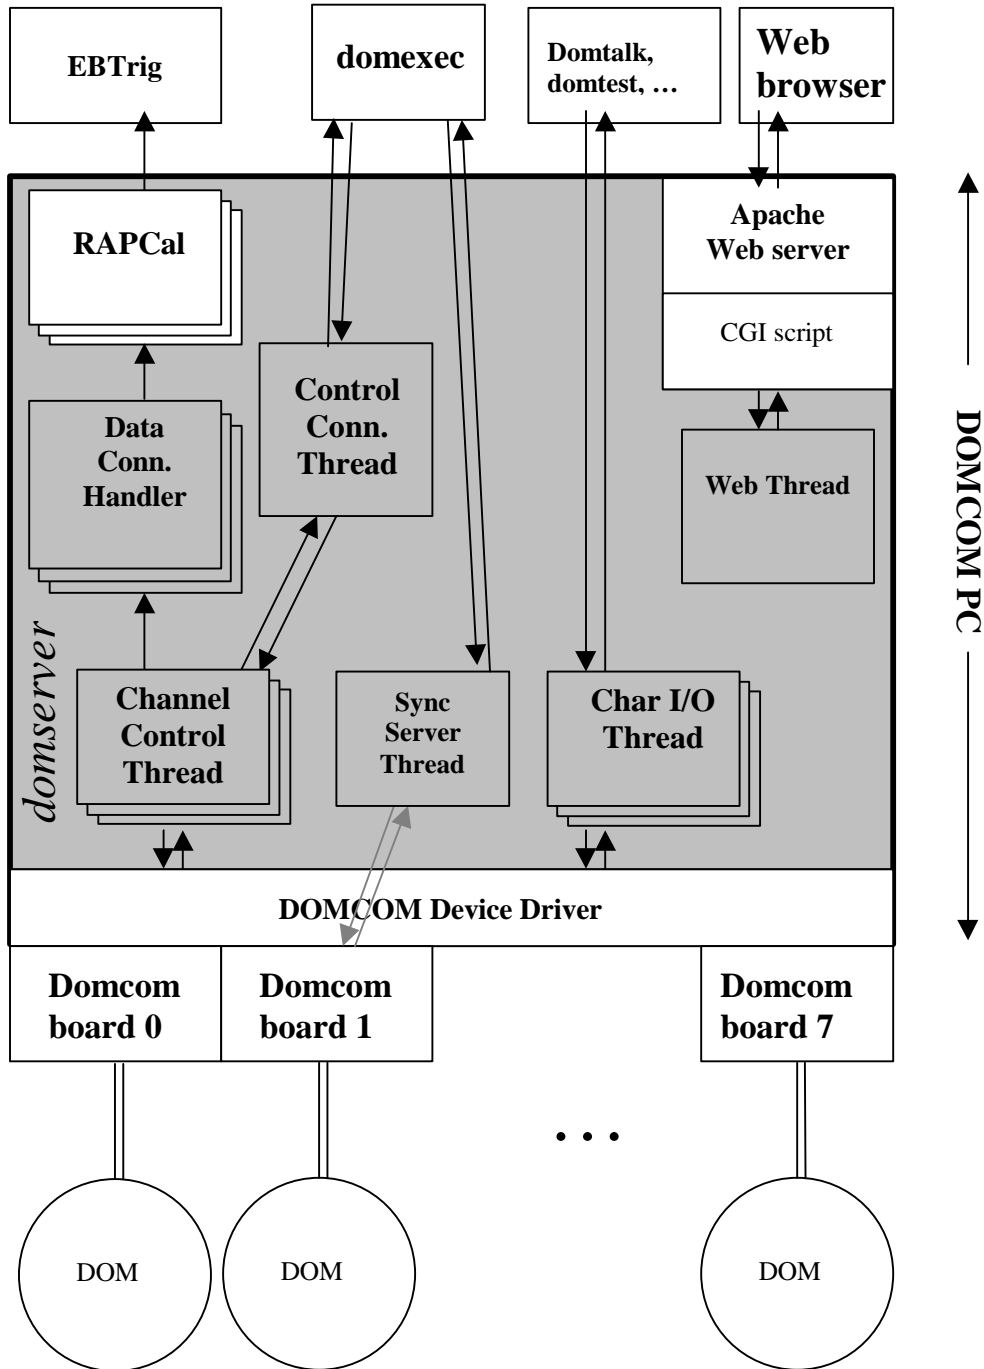 EBTrig
domexec
Domtalk,
domtest, …
Web
browser
RAPCal
Apache
Web server
CGI script
Control
Conn.
Thread
Data
Conn.
Handler
Web Thread
DOMCOM PC
domserver
Channel
Control
Thread
Sync
Server
Thread
Char I/O
Thread
DOMCOM Device Driver
Domcom
board 0
Domcom
board 1
Domcom
board 7
. . .
DOM
DOM
DOM